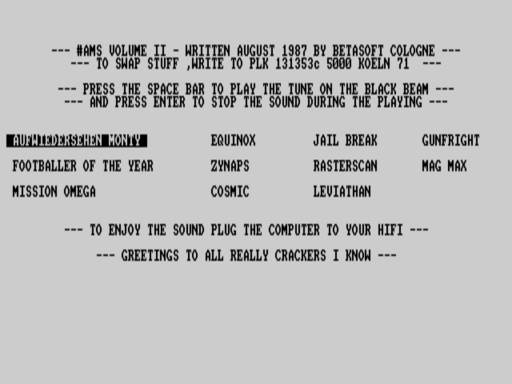 --- #AMS VOLUME II - WRITTEN AUGUST 1987 BY BETASOFT COLOGNE ---
--- TO SWAP STUFF ,WRITE TO PLK 131353c 5000 KOELN 71 ---
--- PRESS THE SPACE BAR TO PLAY THE TUNE ON THE BLACK BEAM ---
--- AND PRESS ENTER TO STOP THE SOUND DURING THE PLAYING ---
AUFWIEDERSEHEN MONTY EQUINOX JAIL BREAK GUNFRIGHT
FOOTBALLER OF THE YEAR ZYNAPS RASTERSCAN MAG MAX
MISSION OMEGA COSMIC LEVIATHAN
--- TO ENJOY THE SOUND PLUG THE COMPUTER TO YOUR HIFI ---
--- GREETINGS TO ALL REALLY CRACKERS I KNOW ---